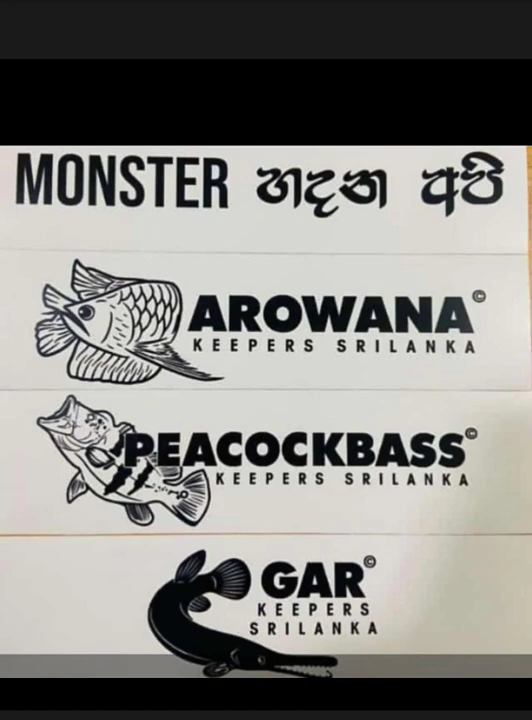 MONSTER හදන අපි
AROWANA©
KEEPERS SRILANKA
PEACOCKBASS©
KEEPERS SRILANKA
GAR©
KEEPERS
SRILANKA